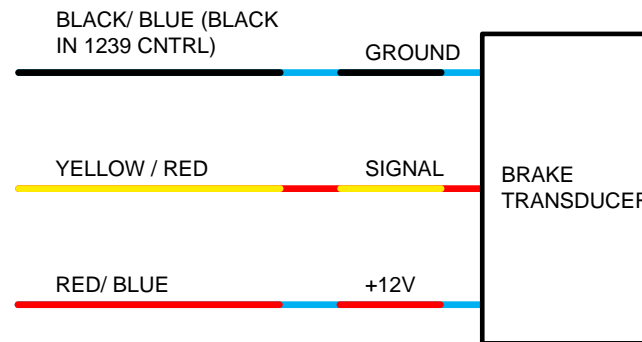 BLACK/ BLUE (BLACK
IN 1239 CNTRL)
GROUND
YELLOW / RED
SIGNAL
BRAKE
TRANSDUCER
RED/ BLUE
+12V